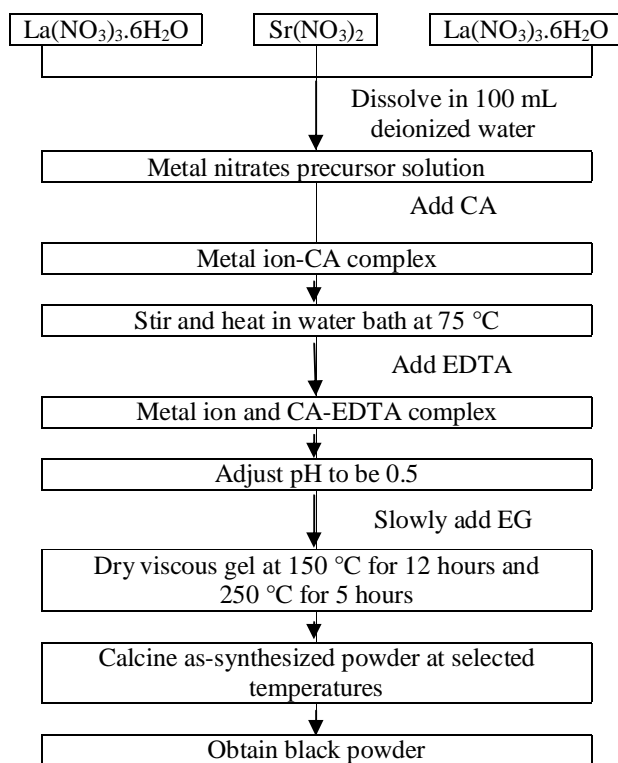 La(NO₃)₃.6H₂O Sr(NO₃)₂ La(NO₃)₃.6H₂O
Dissolve in 100 mL
deionized water
Metal nitrates precursor solution
Add CA
Metal ion-CA complex
Stir and heat in water bath at 75 °C
Add EDTA
Metal ion and CA-EDTA complex
Adjust pH to be 0.5
Slowly add EG
Dry viscous gel at 150 °C for 12 hours and
250 °C for 5 hours
Calcine as-synthesized powder at selected
temperatures
Obtain black powder